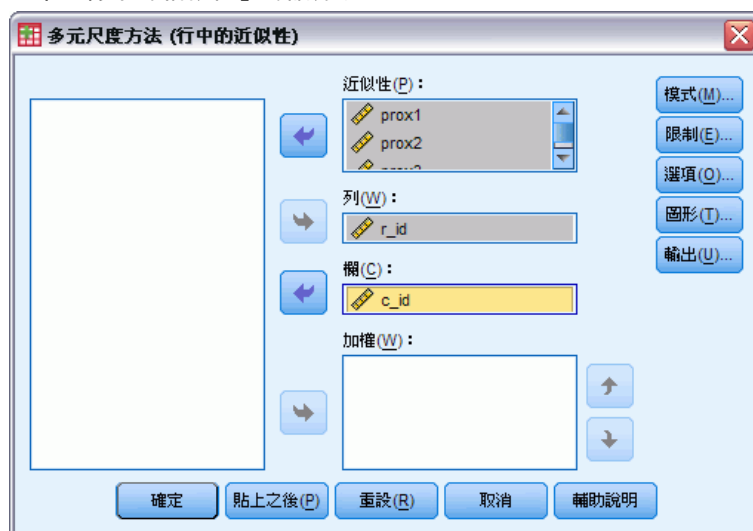 多元尺度方法 (行中的近似性)
近似性(P)：
prox1
prox2
列(W)：
r_id
欄(C)：
c_id
加權(W)：
模式(M)...
限制(E)...
選項(O)...
圖形(T)...
輸出(U)...
確定
貼上之後(P)
重設(R)
取消
輔助說明